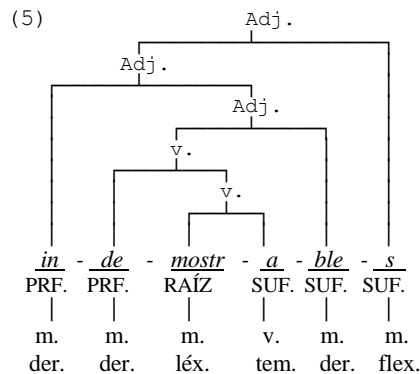 (5) Adj.
Adj.
Adj.
v.
v.
in - de - mostr - a - ble - s
PRF. PRF. RAÍZ SUF. SUF. SUF.
m. m. m. v. m. m.
der. der. léx. tem. der. flex.